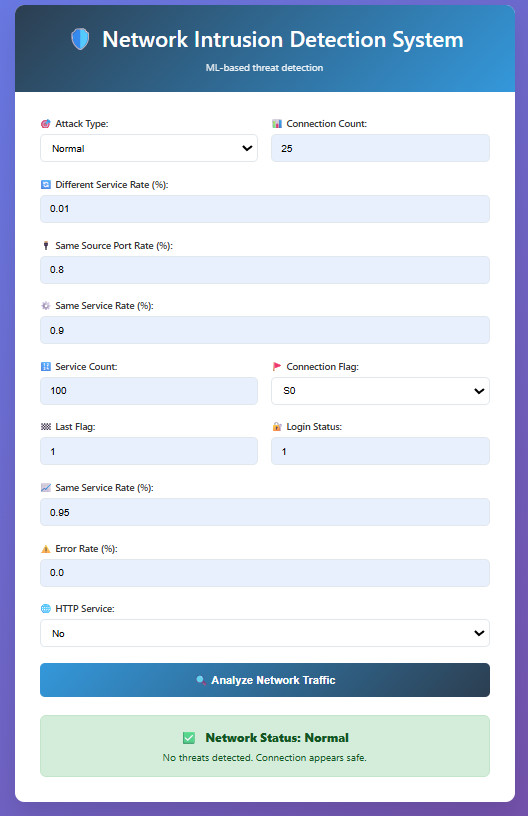 Network Intrusion Detection System
ML-based threat detection
Attack Type:
Normal
Connection Count:
25
Different Service Rate (%):
0.01
Same Source Port Rate (%):
0.8
Same Service Rate (%):
0.9
Service Count:
100
Connection Flag:
S0
Last Flag:
1
Login Status:
1
Same Service Rate (%):
0.95
Error Rate (%):
0.0
HTTP Service:
No
Analyze Network Traffic
Network Status: Normal
No threats detected. Connection appears safe.